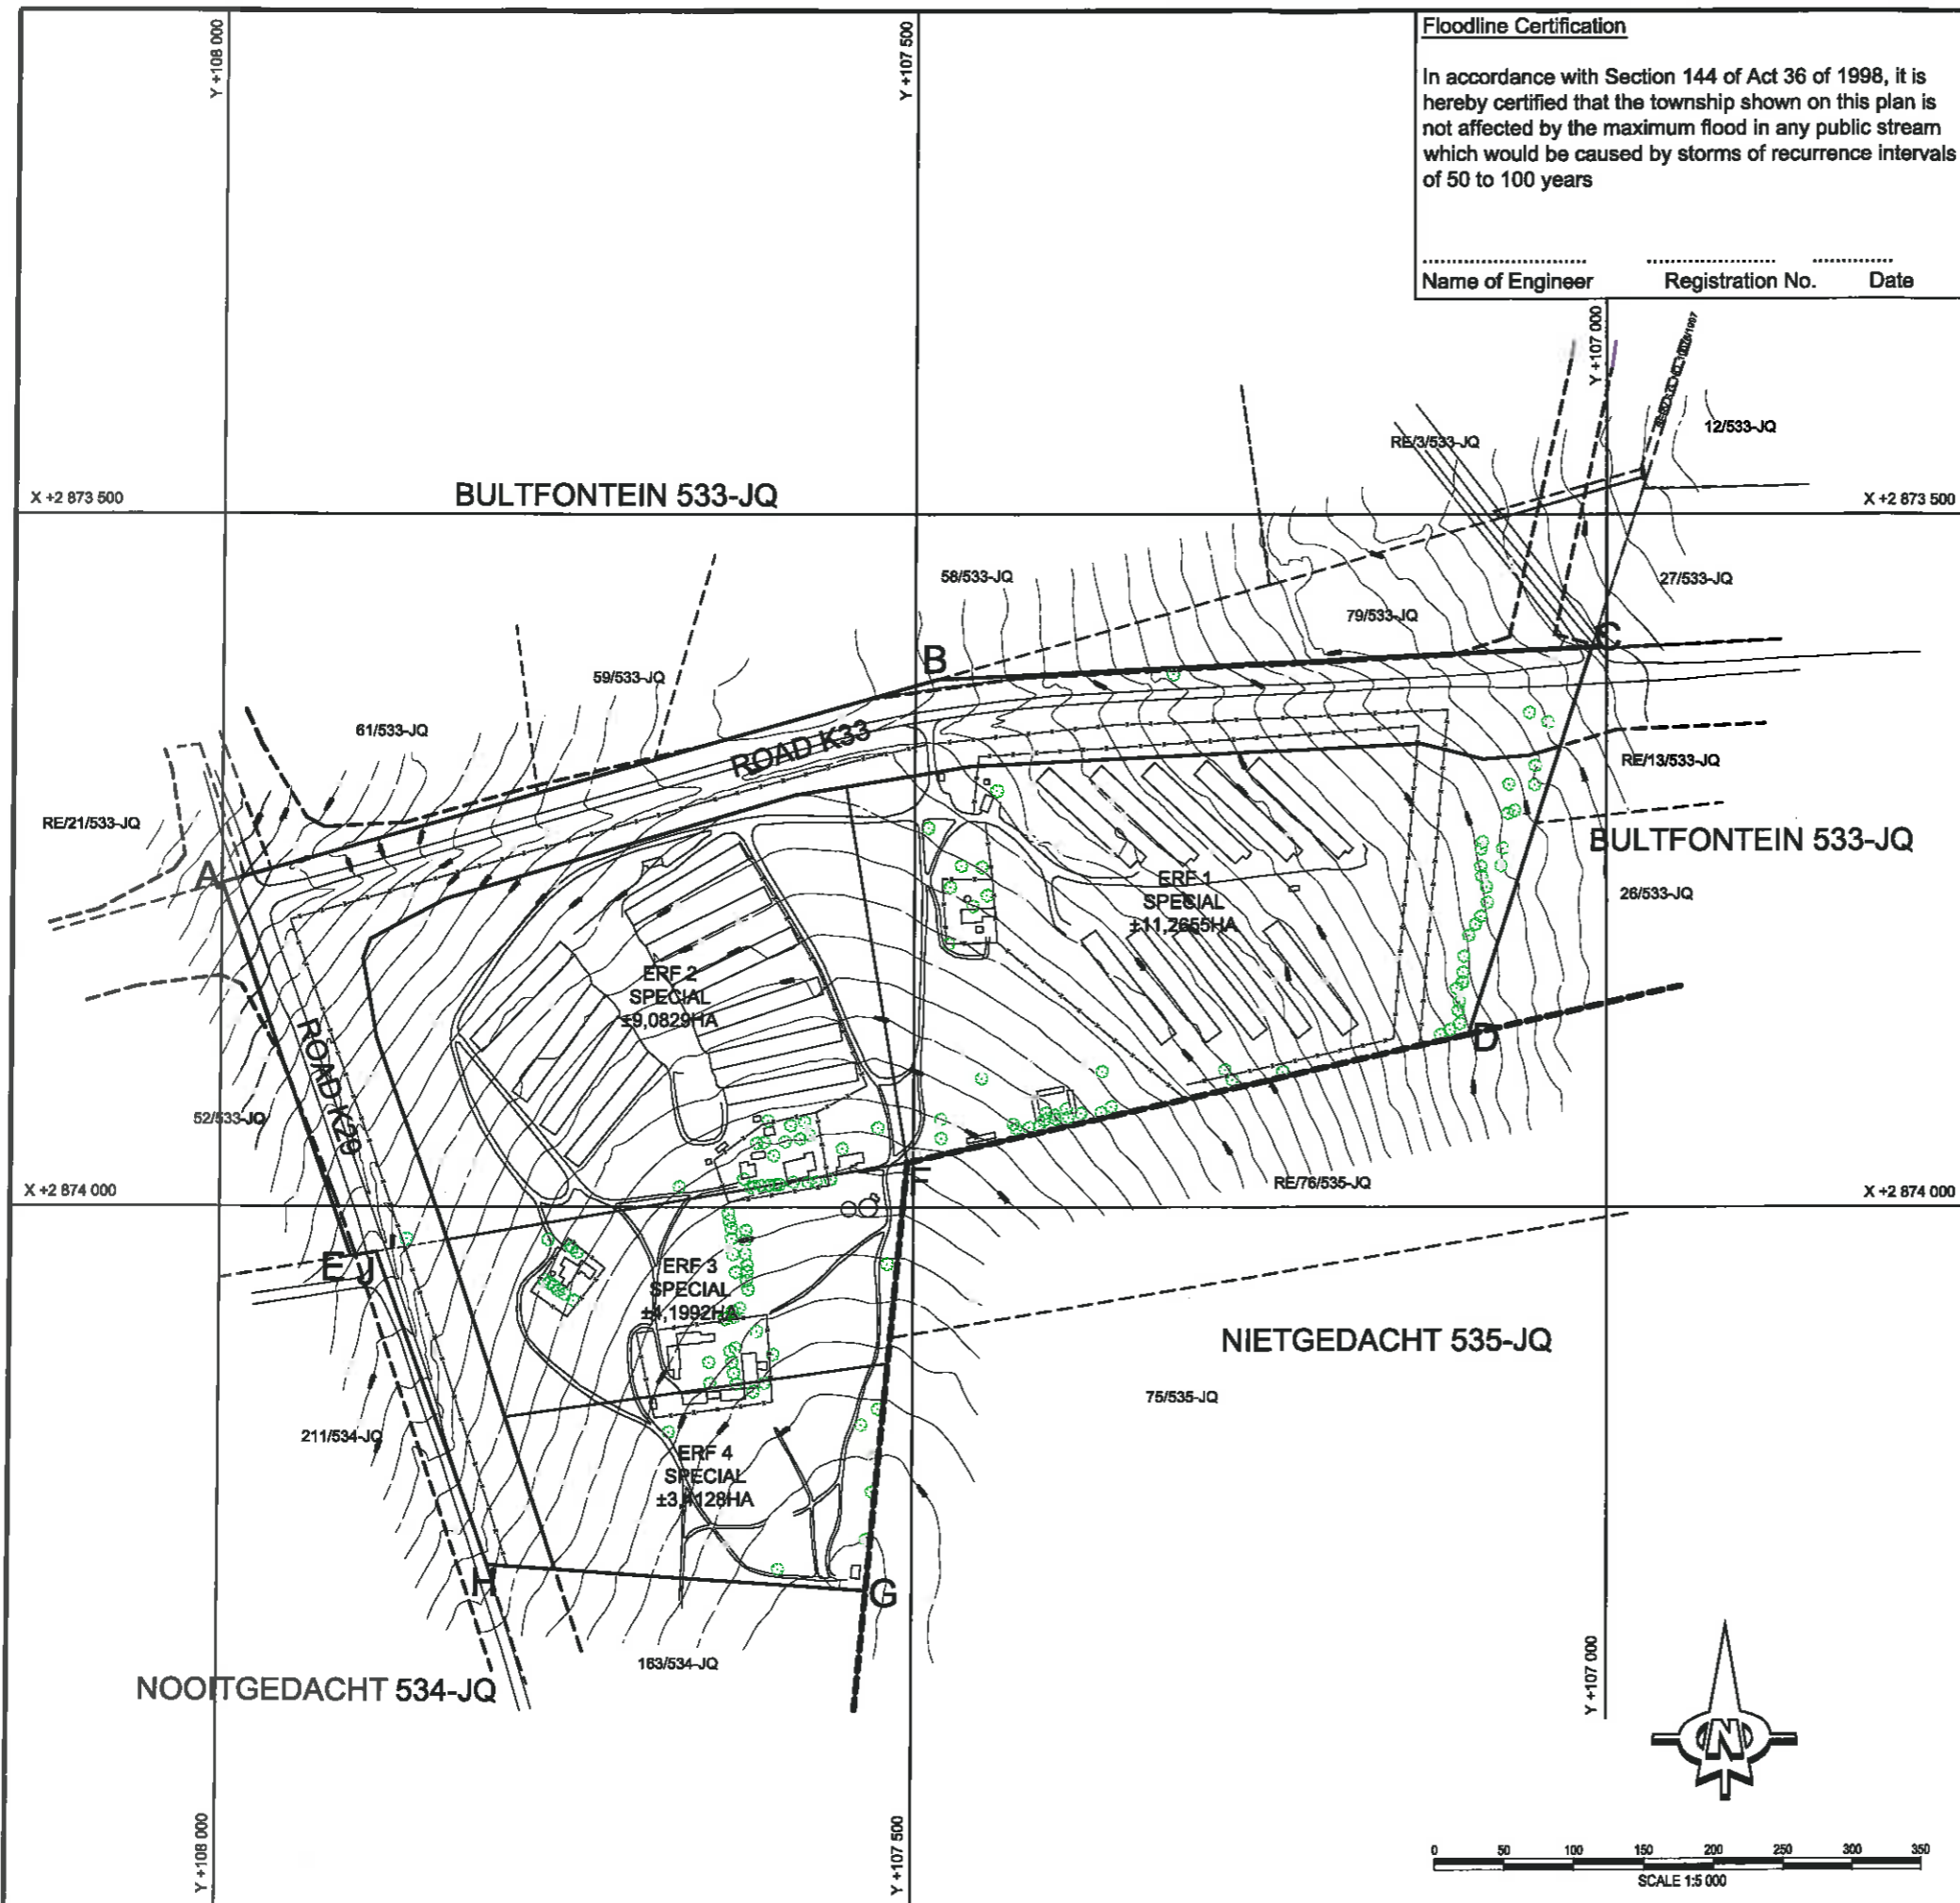 Floodline Certification
In accordance with Section 144 of Act 36 of 1998, it is
hereby certified that the township shown on this plan is
not affected by the maximum flood in any public stream
which would be caused by storms of recurrence intervals
of 50 to 100 years
Name of Engineer Registration No. Date
Y +108 000
Y +107 500
Y +107 000
12/533-JQ
RE/3/533-JQ
X +2 873 500
BULTFONTEIN 533-JQ
X +2 873 500
58/533-JQ
27/533-JQ
79/533-JQ
C
B
59/533-JQ
61/533-JQ
ROAD K33
RE/13/533-JQ
RE/21/533-JQ
BULTFONTEIN 533-JQ
A
ERF 1
SPECIAL
±11,2655HA
26/533-JQ
ERF 2
SPECIAL
±9,0829HA
ROAD K29
D
52/533-JQ
F
RE/76/535-JQ
X +2 874 000
X +2 874 000
E J
ERF 3
SPECIAL
±4,1992HA
NIETGEDACHT 535-JQ
75/535-JQ
211/534-JQ
ERF 4
SPECIAL
±3,4128HA
H
G
163/534-JQ
NOOITGEDACHT 534-JQ
Y +107 000
N
Y +108 000
Y +107 500
0 50 100 150 200 250 300 350
SCALE 1:5 000